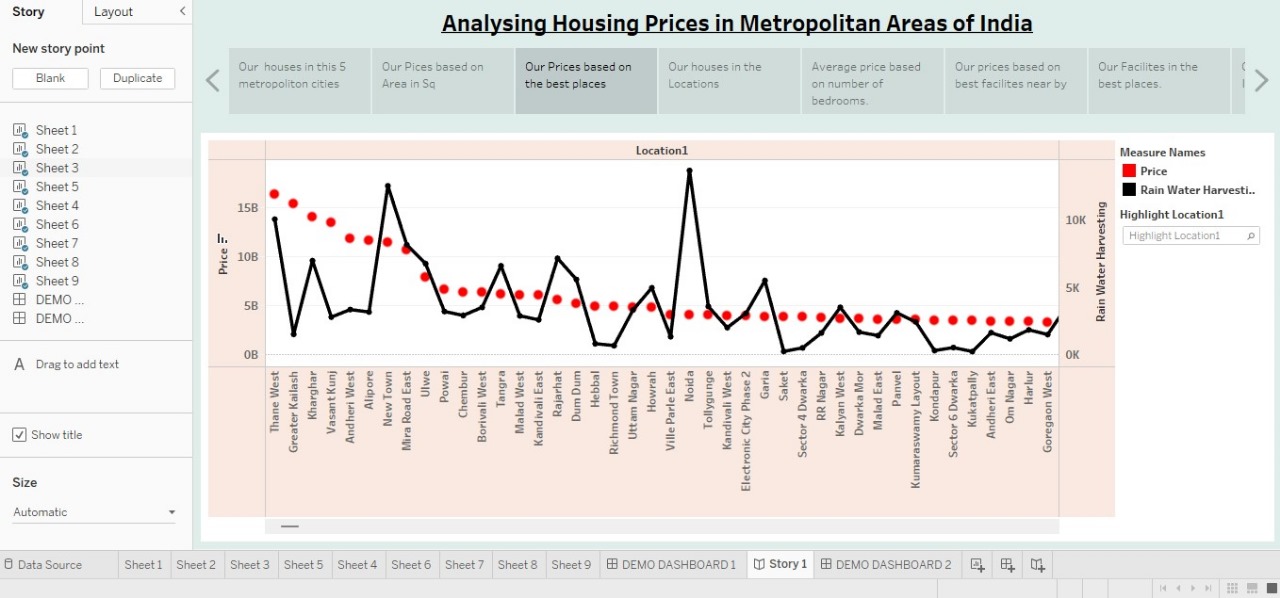 Story
Layout
New story point
Blank
Duplicate
Sheet 1
Sheet 2
Sheet 3
Sheet 5
Sheet 4
Sheet 6
Sheet 7
Sheet 8
Sheet 9
DEMO ...
DEMO ...
A Drag to add text
Show title
Size
Automatic
Analysing Housing Prices in Metropolitan Areas of India
Our houses in this 5
metropoliton cities
Our Pices based on
Area in Sq
Our Prices based on
the best places
Our houses in the
Locations
Average price based
on number of
bedrooms.
Our prices based on
best facilites near by
Our Facilites in the
best places.
Location1
Price
15B
10B
5B
0B
10K
5K
0K
Rain Water Harvesting
Thane West
Greater Kailash
Kharghar
Vasant Kunj
Andheri West
Alipore
New Town
Mira Road East
Ulwe
Powai
Chembur
Borivali West
Tangra
Malad West
Kandivali East
Rajarhat
Dum Dum
Hebbal
Richmond Town
Uttam Nagar
Howrah
Ville Parle East
Noida
Tollygunge
Kandivali West
Electronic City Phase 2
Garia
Saket
Sector 4 Dwarka
RR Nagar
Kalyan West
Dwarka Mor
Malad East
Panvel
Kumaraswamy Layout
Kondapur
Sector 6 Dwarka
Kukatpally
Andheri East
Om Nagar
Harlur
Goregaon West
Measure Names
Price
Rain Water Harvesti..
Highlight Location1
Highlight Location1
Data Source
Sheet 1
Sheet 2
Sheet 3
Sheet 5
Sheet 4
Sheet 6
Sheet 7
Sheet 8
Sheet 9
DEMO DASHBOARD 1
Story 1
DEMO DASHBOARD 2